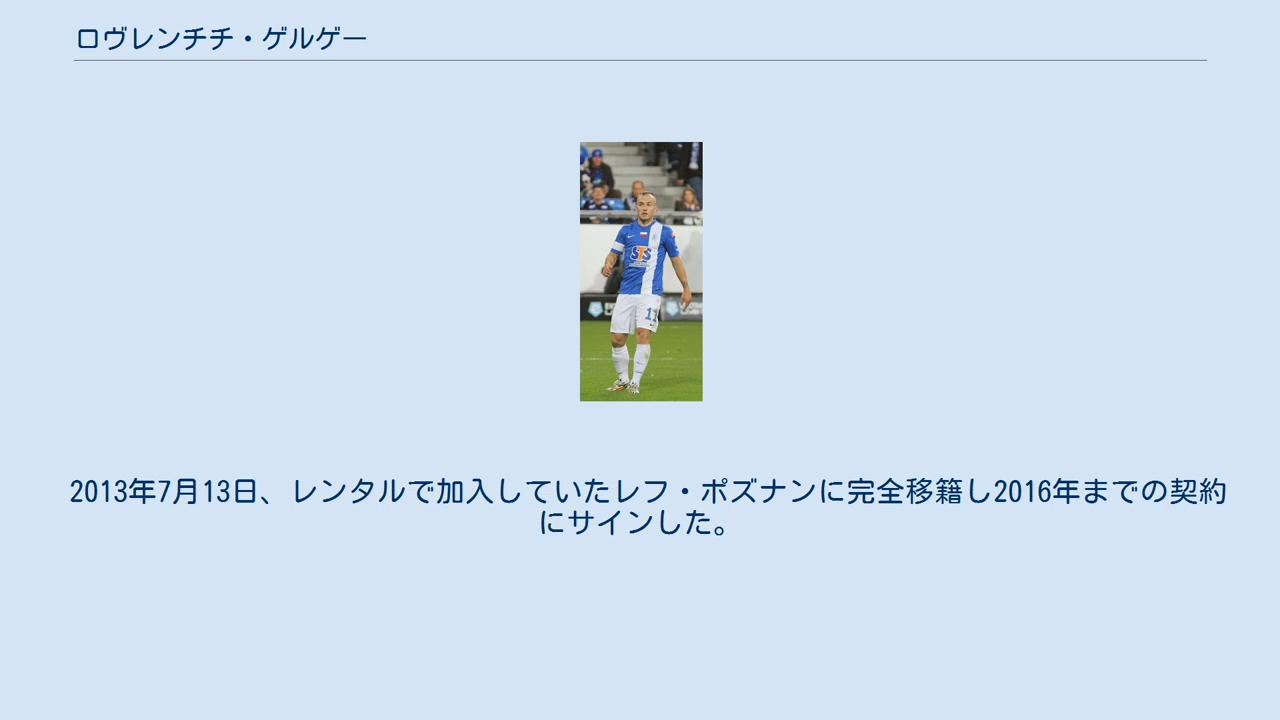 ロヴレンチチ・ゲルゲー
STS
11
2013年7月13日、レンタルで加入していたレフ・ポズナンに完全移籍し2016年までの契約
にサインした。